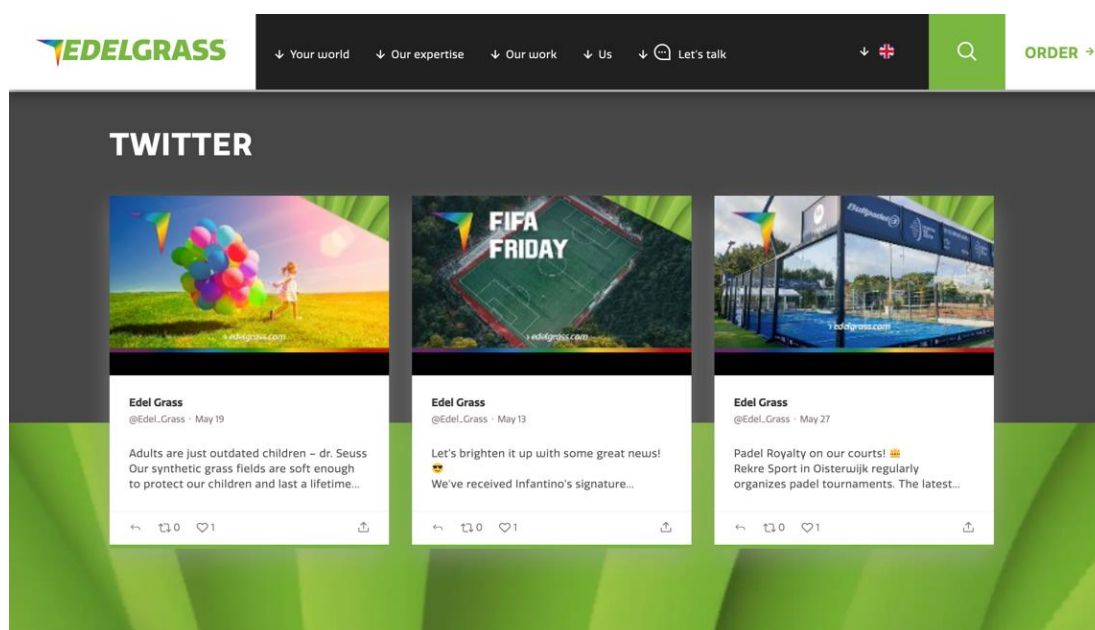 EDELGRASS
Your world
Our expertise
Our work
Us
Let's talk
ORDER
TWITTER
edelgrass.com
FIFA
FRIDAY
edelgrass.com
Bullpadel
edelgrass.com
Edel Grass
@Edel_Grass · May 19
Adults are just outdated children – dr. Seuss
Our synthetic grass fields are soft enough
to protect our children and last a lifetime...
0 1
Edel Grass
@Edel_Grass · May 13
Let's brighten it up with some great news!
😎
We've received Infantino's signature...
0 1
Edel Grass
@Edel_Grass · May 27
Padel Royalty on our courts! 👑
Rekre Sport in Oisterwijk regularly
organizes padel tournaments. The latest...
0 1